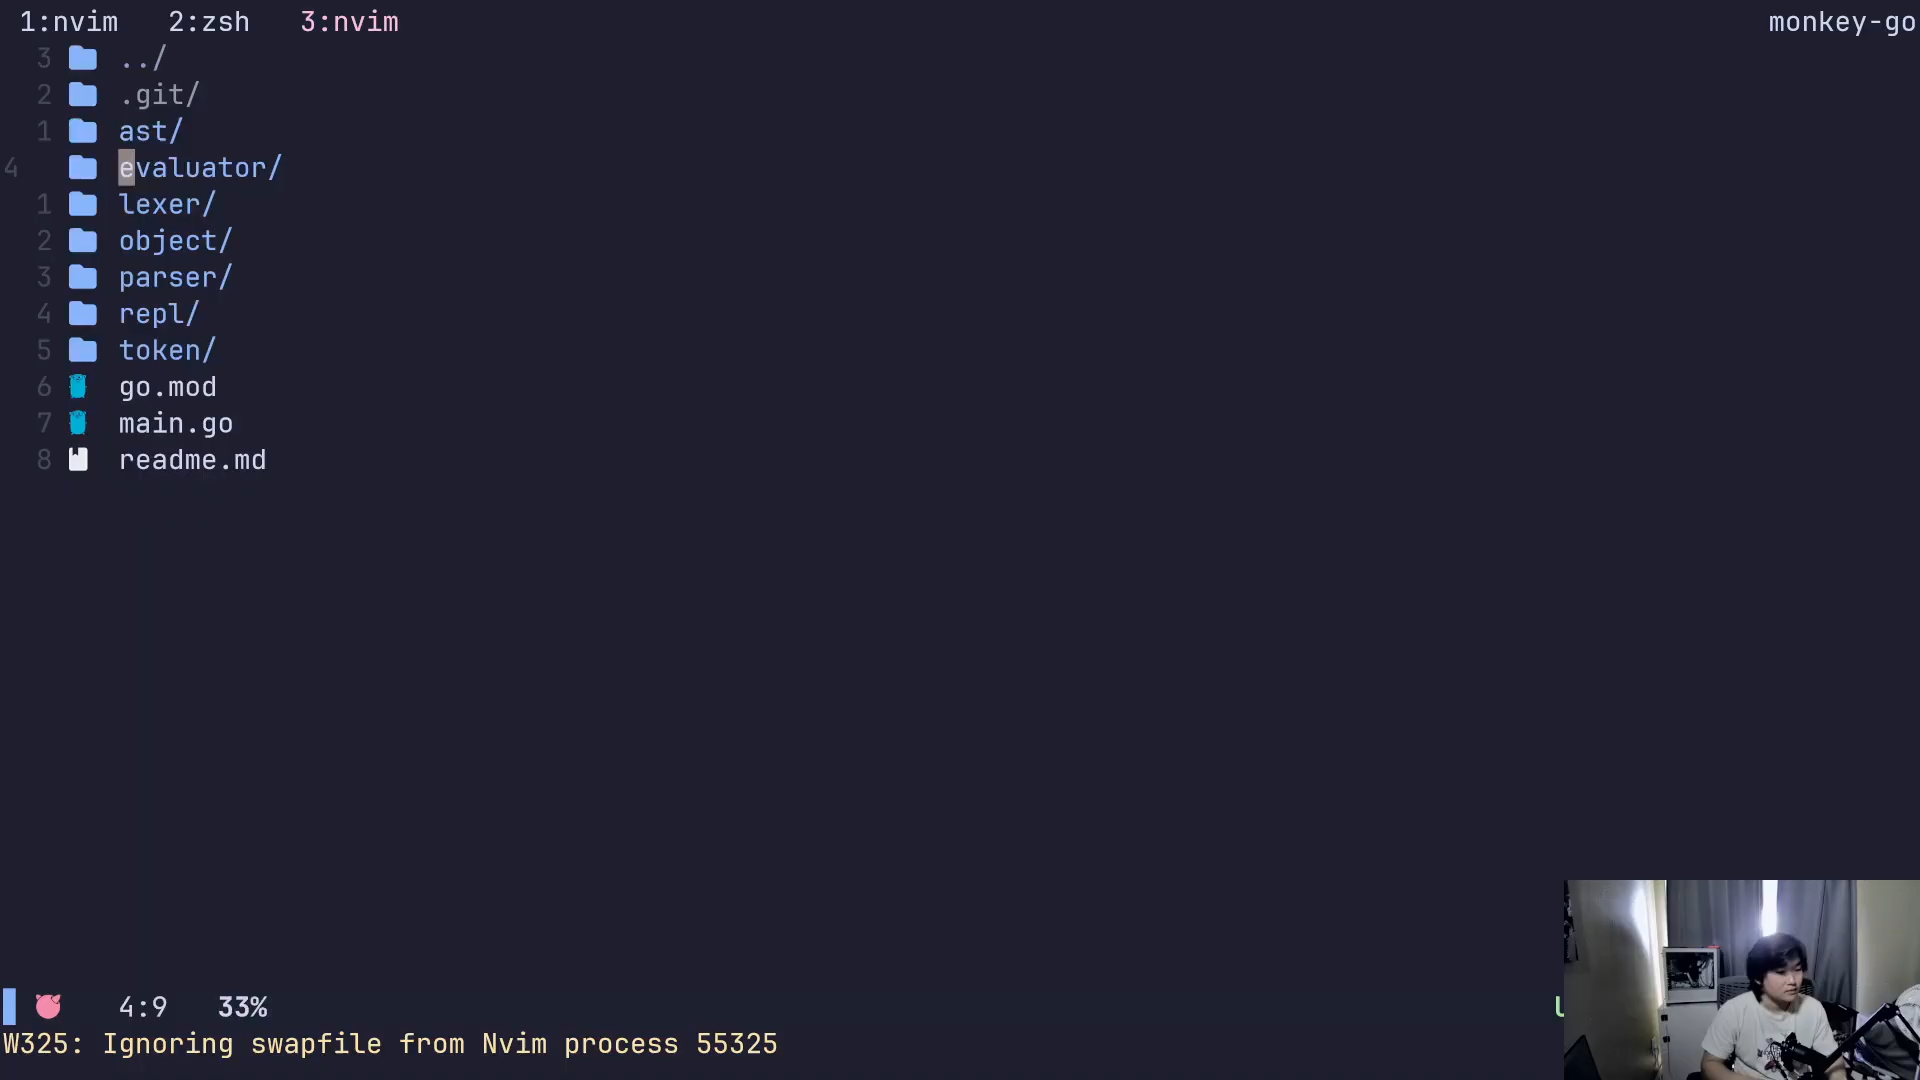 1:nvim 2:zsh 3:nvim monkey-go
3 ../
2 .git/
1 ast/
4 evaluator/
1 lexer/
2 object/
3 parser/
4 repl/
5 token/
6 go.mod
7 main.go
8 readme.md
4:9 33%
W325: Ignoring swapfile from Nvim process 55325